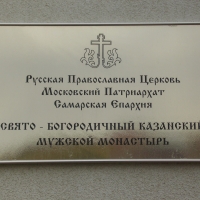 Русская Православная Церковь
Московский Патриархат
Самарская Епархия
СВЯТО - БОГОРОДИЧНЫЙ КАЗАНСКИЙ
МУЖСКОЙ МОНАСТЫРЬ